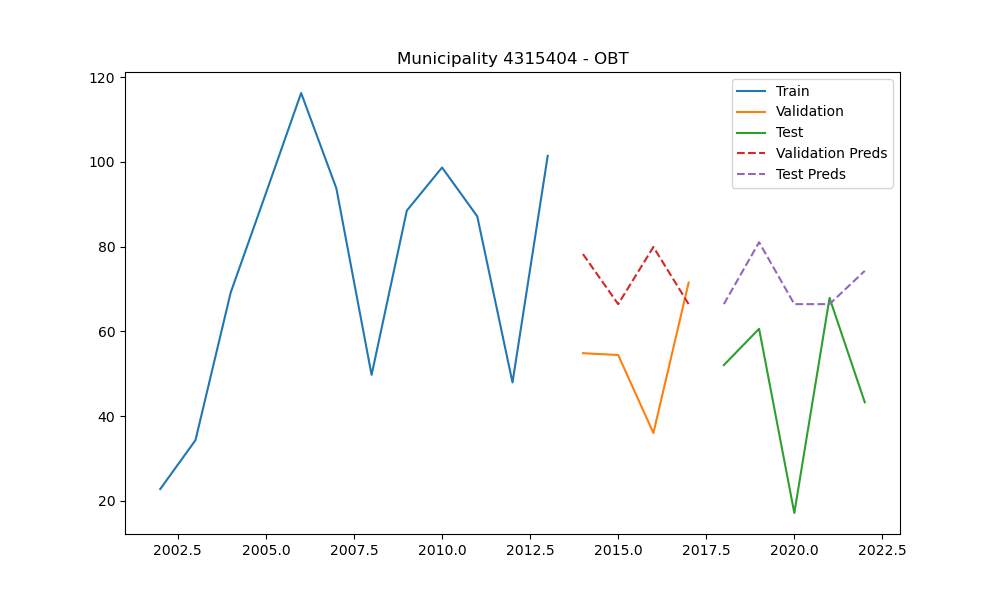 Municipality 4315404 - OBT
120
100
80
60
40
20
Train
Validation
Test
Validation Preds
Test Preds
2002.5 2005.0 2007.5 2010.0 2012.5 2015.0 2017.5 2020.0 2022.5